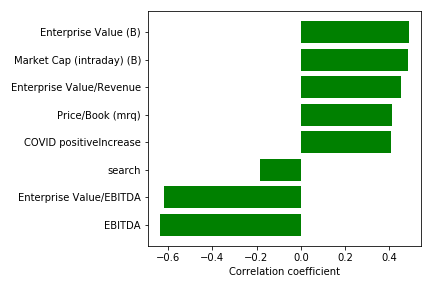 Enterprise Value (B)
Market Cap (intraday) (B)
Enterprise Value/Revenue
Price/Book (mrq)
COVID positiveIncrease
search
Enterprise Value/EBITDA
EBITDA
−0.6 −0.4 −0.2 0.0 0.2 0.4
Correlation coefficient